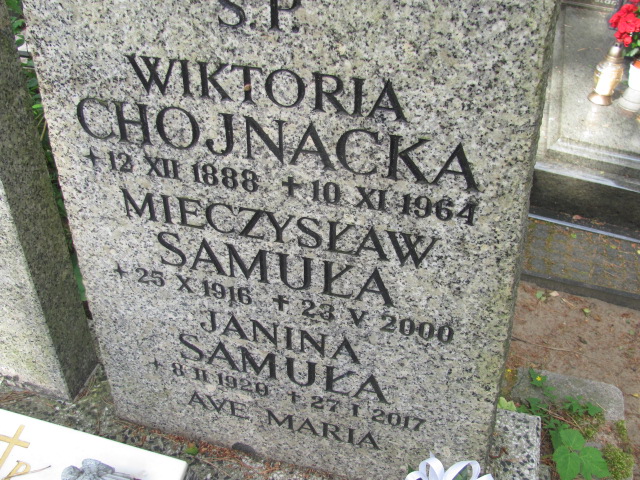 Ś.P.
WIKTORIA
CHOJNACKA
+12 XII 1888 +10 XI 1964
MIECZYSŁAW
SAMUŁA
+25 X 1916 +23 V 2000
JANINA
SAMUŁA
+8 II 1920 +27 I 2017
AVE MARIA